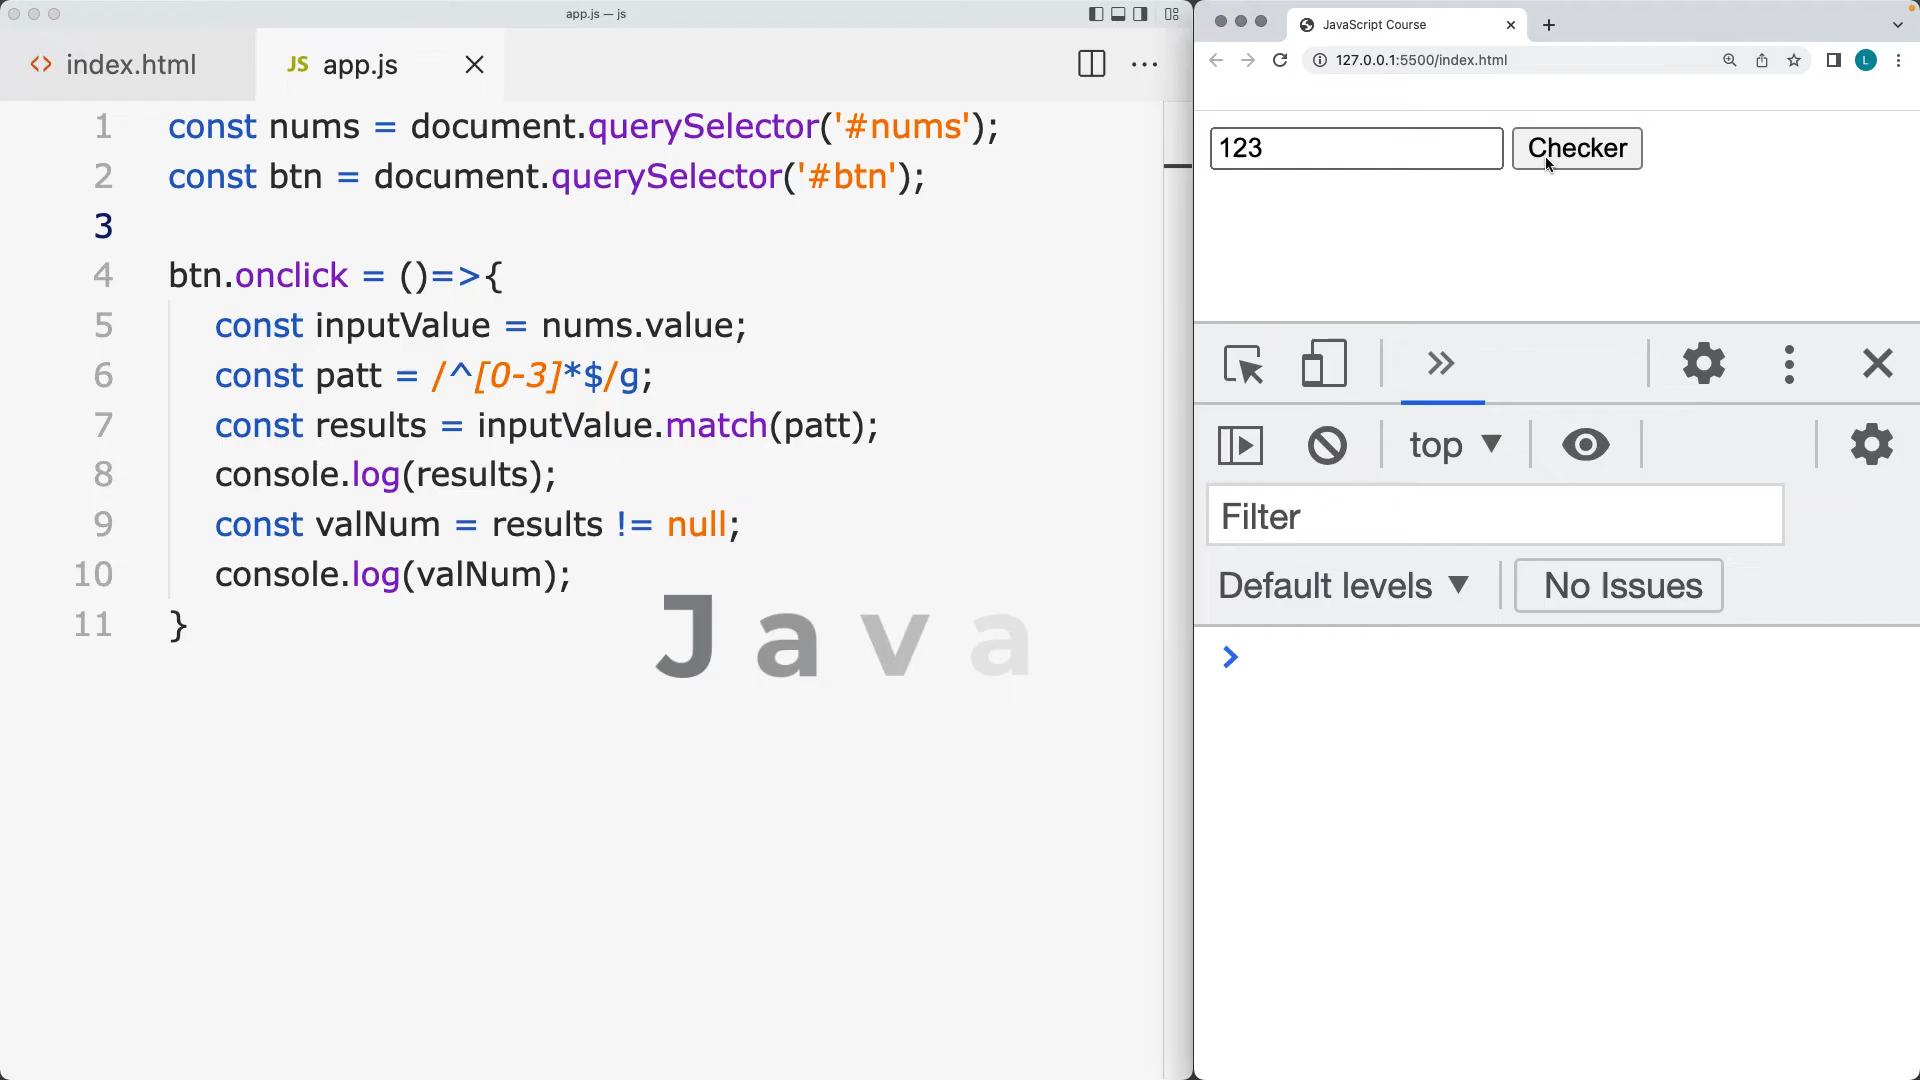 app.js — js
index.html
JS app.js
1 const nums = document.querySelector('#nums');
2 const btn = document.querySelector('#btn');
3
4 btn.onclick = ()=>{
5 const inputValue = nums.value;
6 const patt = /^[0-3]*$/g;
7 const results = inputValue.match(patt);
8 console.log(results);
9 const valNum = results != null;
10 console.log(valNum);
11 }
Java
JavaScript Course
127.0.0.1:5500/index.html
L
123
Checker
top
Filter
Default levels
No Issues